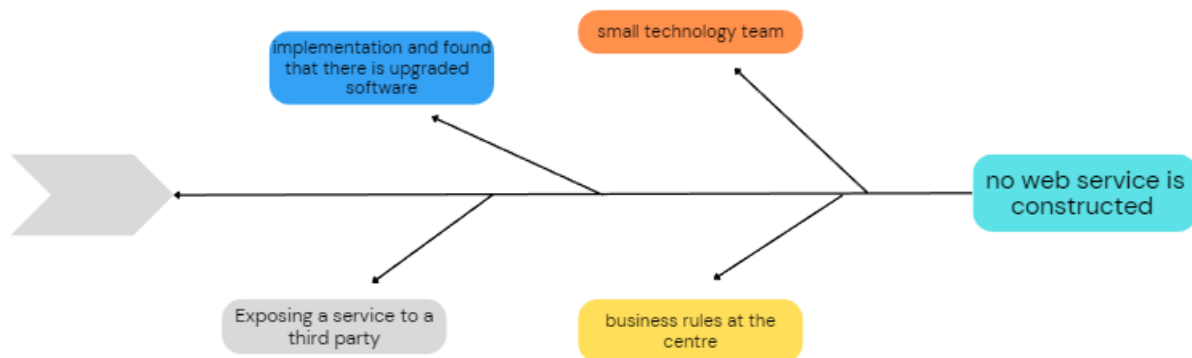 small technology team
implementation and found
that there is upgraded
software
no web service is
constructed
Exposing a service to a
third party
business rules at the
centre